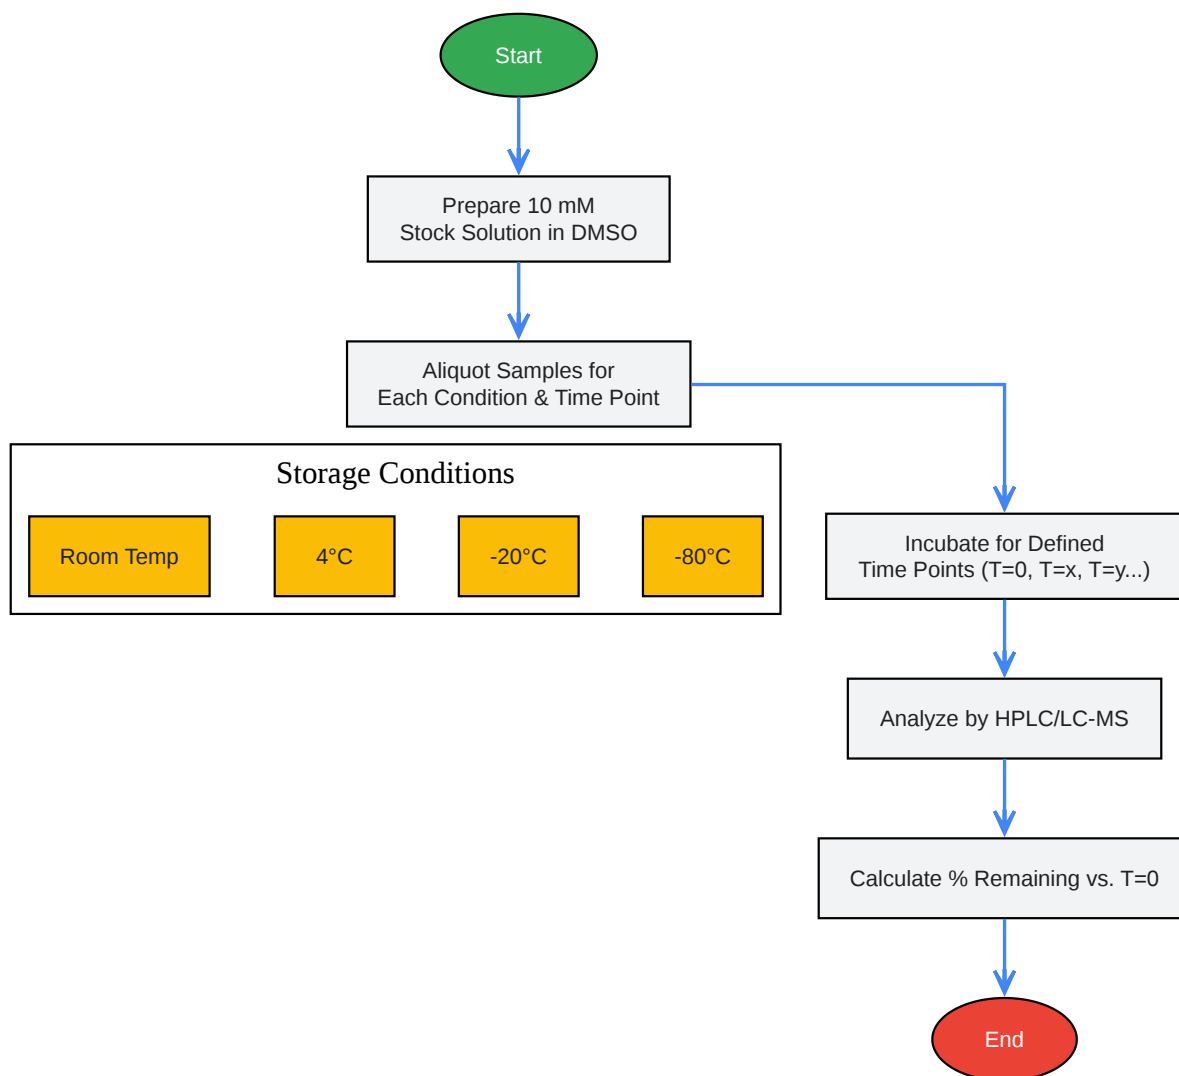 Start
Prepare 10 mM
Stock Solution in DMSO
Aliquot Samples for
Each Condition & Time Point
Storage Conditions
Room Temp
4°C
-20°C
-80°C
Incubate for Defined
Time Points (T=0, T=x, T=y...)
Analyze by HPLC/LC-MS
Calculate % Remaining vs. T=0
End